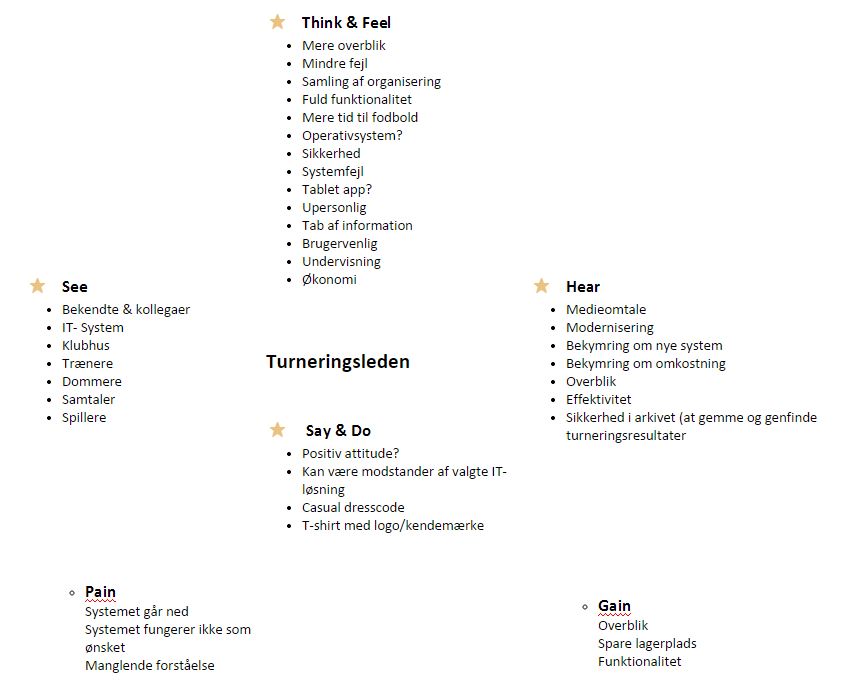 Think & Feel
Mere overblik
Mindre fejl
Samling af organisering
Fuld funktionalitet
Mere tid til fodbold
Operativsystem?
Sikkerhed
Systemfejl
Tablet app?
Upersonlig
Tab af information
Brugervenlig
Undervisning
Økonomi
See
Bekendte & kollegaer
IT- System
Klubhus
Trænere
Dommere
Samtaler
Spillere
Hear
Medieomtale
Modernisering
Bekymring om nye system
Bekymring om omkostning
Overblik
Effektivitet
Sikkerhed i arkivet (at gemme og genfinde
turneringsresultater
Turneringsleden
Say & Do
Positiv attitude?
Kan være modstander af valgte IT-
løsning
Casual dresscode
T-shirt med logo/kendemærke
Pain
Systemet går ned
Systemet fungerer ikke som
ønsket
Manglende forståelse
Gain
Overblik
Spare lagerplads
Funktionalitet